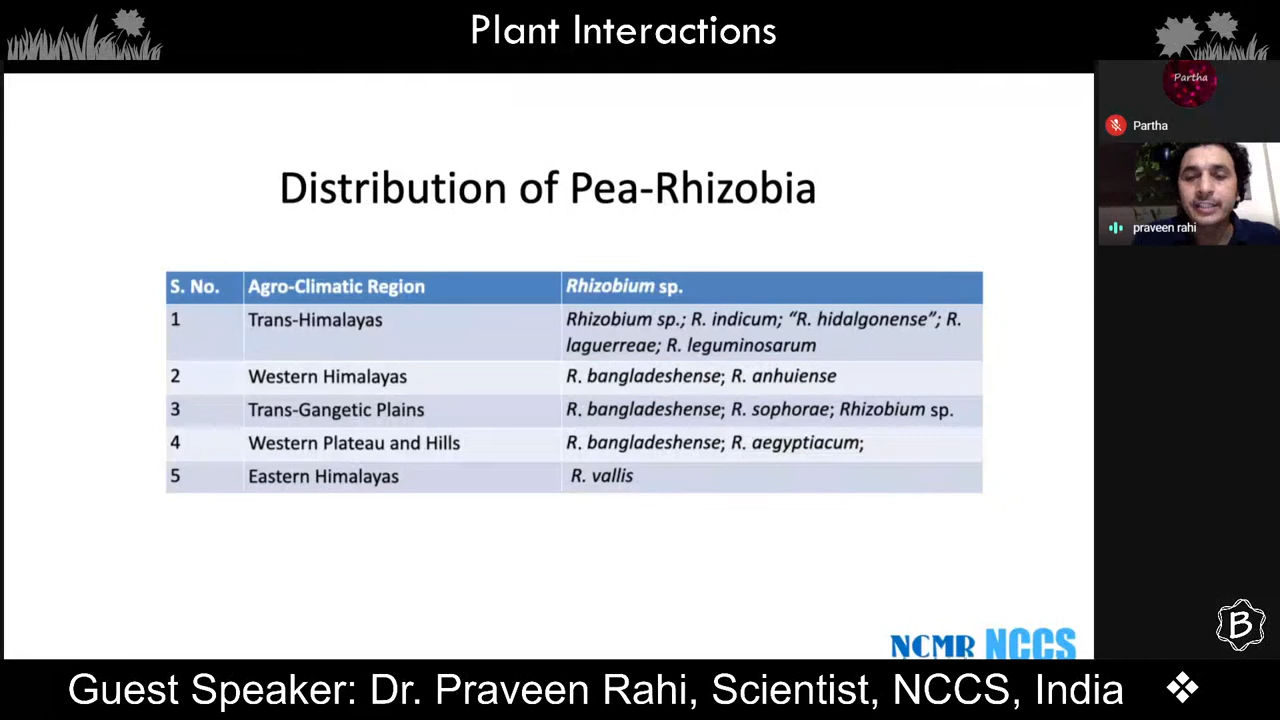 Plant Interactions
Partha
Partha
praveen rahi
Distribution of Pea-Rhizobia
S. No. Agro-Climatic Region Rhizobium sp.
1 Trans-Himalayas Rhizobium sp.; R. indicum; “R. hidalgonense”; R.
laguerreae; R. leguminosarum
2 Western Himalayas R. bangladeshense; R. anhuiense
3 Trans-Gangetic Plains R. bangladeshense; R. sophorae; Rhizobium sp.
4 Western Plateau and Hills R. bangladeshense; R. aegyptiacum;
5 Eastern Himalayas R. vallis
B
NCMR NCCS
Guest Speaker: Dr. Praveen Rahi, Scientist, NCCS, India ❖